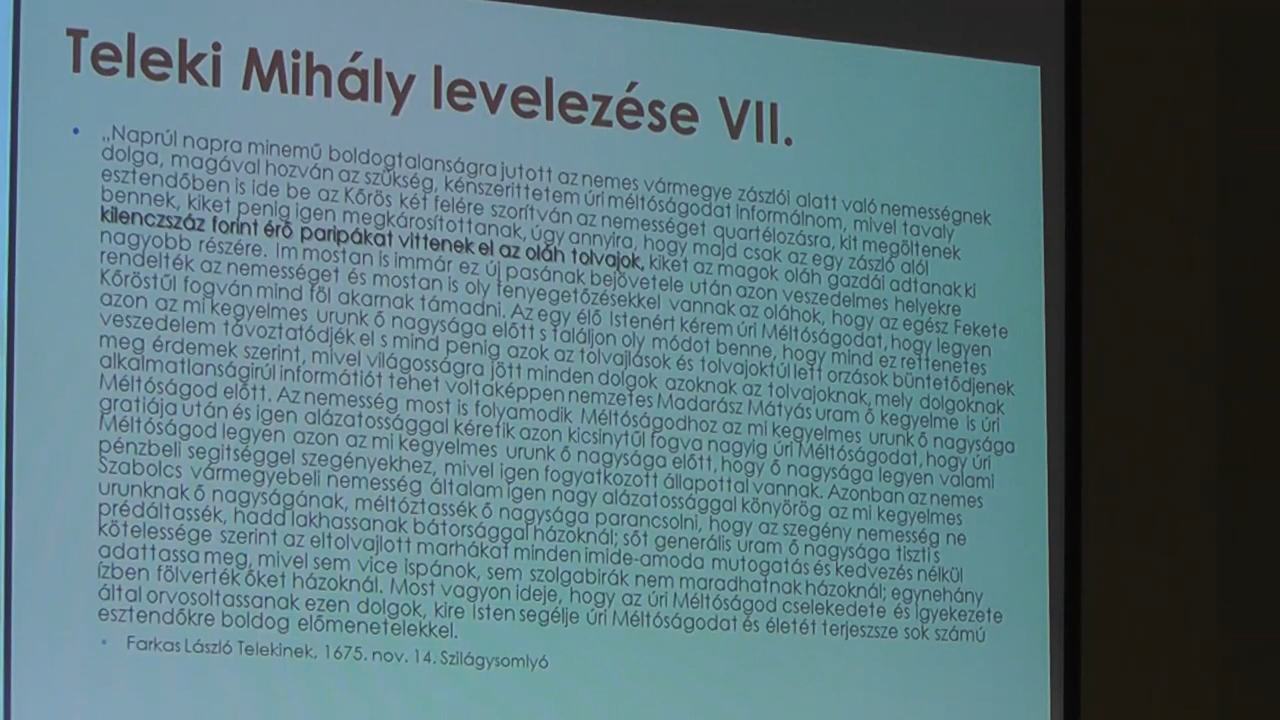 Teleki Mihály levelezése VII.
• „Naprúl napra minemű boldogtalanságra jutott az nemes vármegye zászlói alatt való nemességnek
dolga, magával hozván az szükség, kénszeríttetem úri méltóságodat informálnom, mivel tavaly
esztendőben is ide be az Kőrös két felére szorítván az nemességet quartélozásra, kit megöltenek
bennek, kiket penig igen megkárosítottanak, úgy annyira, hogy majd csak az egy zászló alól
kilenczszáz forint érő paripákat vittenek el az oláh tolvajok, kiket az magok oláh gazdái adtanak ki
nagyobb részére. Im mostan is immár ez új pasának bejövetele után azon veszedelmes helyekre
rendelték az nemességet és mostan is oly fenyegetőzésekkel vannak az oláhok, hogy az egész Fekete
Kőröstűl fogván mind föl akarnak támadni. Az egy élő Istenért kérem úri Méltóságodat, hogy legyen
azon az mi kegyelmes urunk ő nagysága előtt s találjon oly módot benne, hogy mind ez rettenetes
veszedelem távoztatódjék el s mind penig azok az tolvajlások és tolvajoktúl lett orzások büntetődjenek
meg érdemek szerint, mivel világosságra jött minden dolgok azoknak az tolvajoknak, mely dolgoknak
alkalmatlanságirúl informátiót tehet voltaképpen nemzetes Madarász Mátyás uram ő kegyelme is úri
Méltóságod előtt. Az nemesség most is folyamodik Méltóságodhoz az mi kegyelmes urunk ő nagysága
gratiája után és igen alázatossággal kéretik azon kicsinytűl fogva nagyig úri Méltóságodat, hogy úri
Méltóságod legyen azon az mi kegyelmes urunk ő nagysága előtt, hogy ő nagysága legyen valami
pénzbeli segítséggel szegényekhez, mivel igen fogyatkozott állapottal vannak. Azonban az nemes
Szabolcs vármegyebeli nemesség általam igen nagy alázatossággal könyörög az mi kegyelmes
urunknak ő nagyságának, méltóztassék ő nagysága parancsolni, hogy az szegény nemesség ne
prédáltassék, hadd lakhassanak bátorsággal házoknál; sőt generális uram ő nagysága tiszti s
kötelessége szerint az eltolvajlott marhákat minden imide-amoda mutogatás és kedvezés nélkül
adattassa meg, mivel sem vice ispánok, sem szolgabirák nem maradhatnak házoknál; egynehány
ízben fölverték őket házoknál. Most vagyon ideje, hogy az úri Méltóságod cselekedete és igyekezete
által orvosoltassanak ezen dolgok, kire Isten segélje úri Méltóságodat és életét terjeszsze sok számú
esztendőkre boldog előmenetelekkel.
• Farkas László Telekinek. 1675. nov. 14. Szilágysomlyó